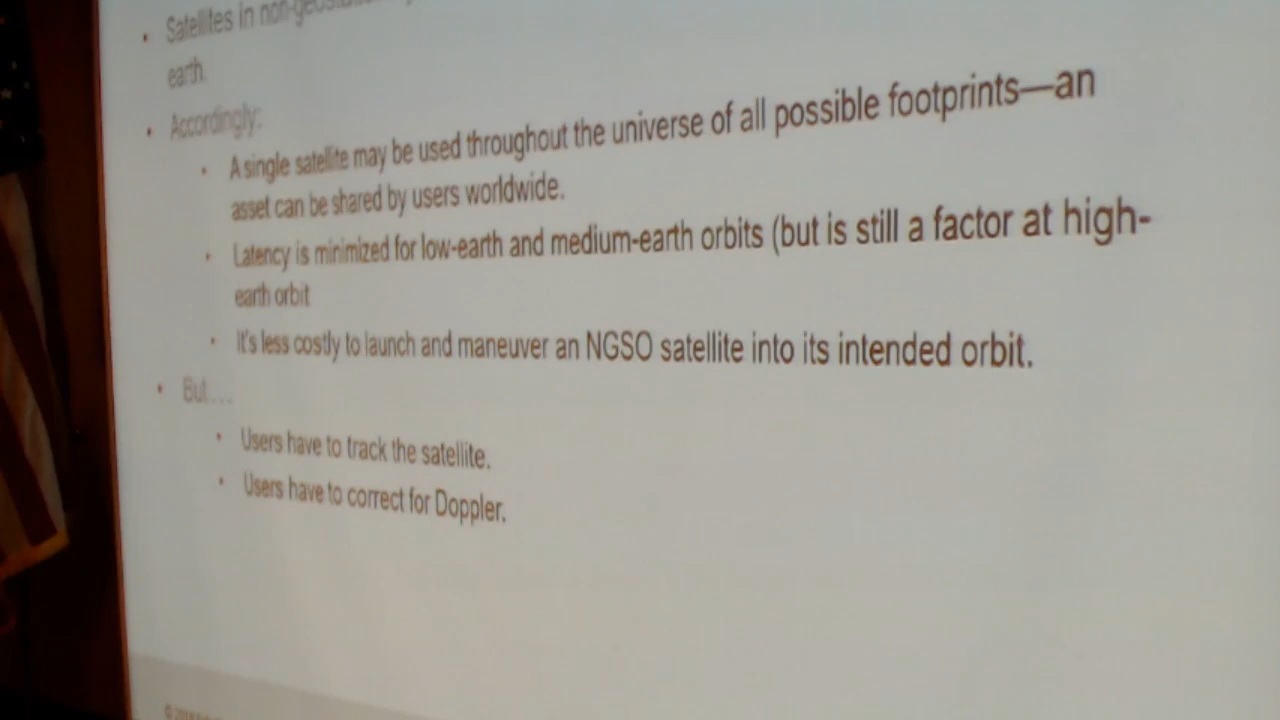 • Satellites in non-
earth.
• Accordingly:
• A single satellite may be used throughout the universe of all possible footprints—an
asset can be shared by users worldwide.
• Latency is minimized for low-earth and medium-earth orbits (but is still a factor at high-
earth orbit
• It's less costly to launch and maneuver an NGSO satellite into its intended orbit.
• But…
• Users have to track the satellite.
• Users have to correct for Doppler.